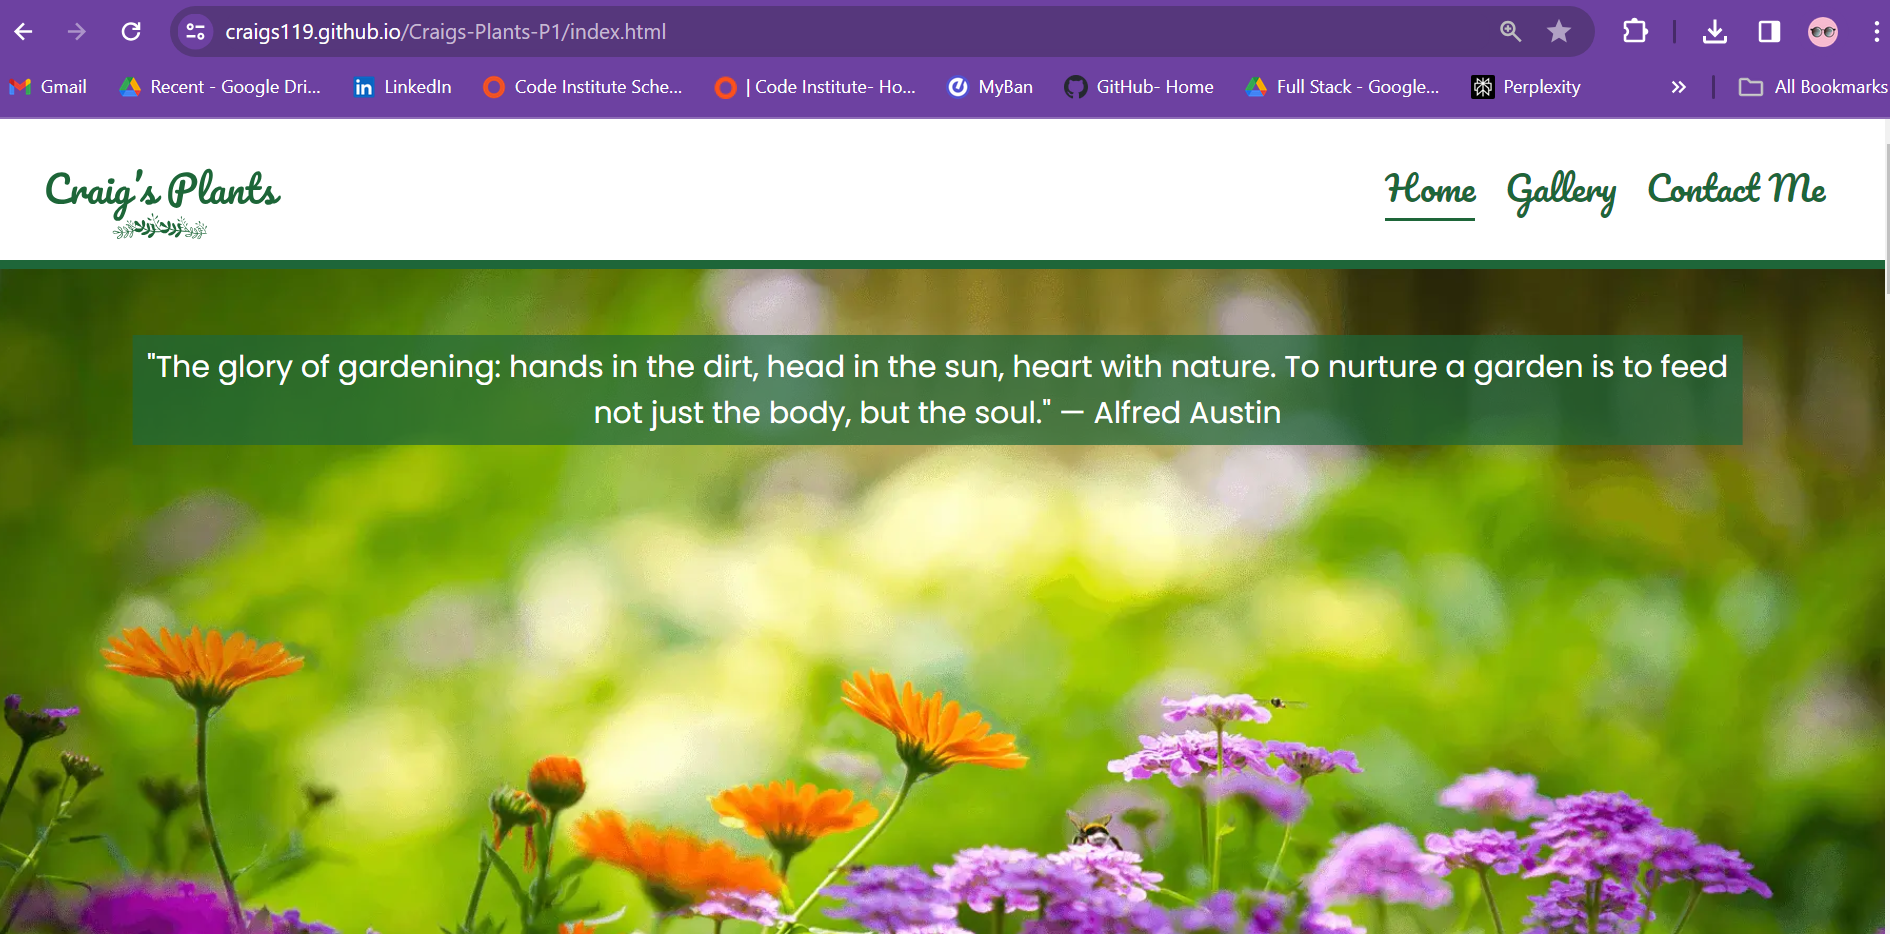 craigs119.github.io/Craigs-Plants-P1/index.html
Gmail Recent - Google Dri... LinkedIn Code Institute Sche... | Code Institute- Ho... MyBan GitHub- Home Full Stack - Google... Perplexity » All Bookmarks
Craig's Plants
Home Gallery Contact Me
"The glory of gardening: hands in the dirt, head in the sun, heart with nature. To nurture a garden is to feed
not just the body, but the soul." — Alfred Austin